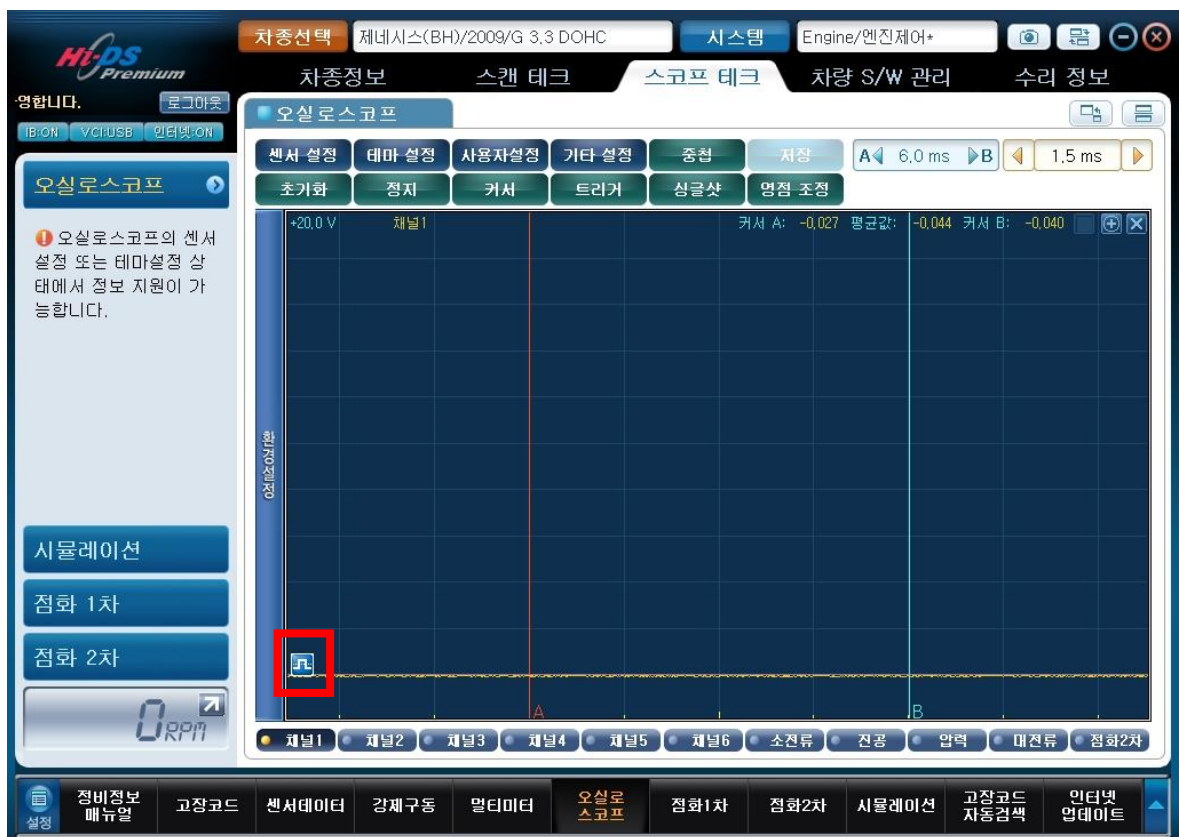 Hi-DS
Premium
차종선택 제네시스(BH)/2009/G 3.3 DOHC 시스템 Engine/엔진제어*
차종정보 스캔 테크 스코프 테크 차량 S/W 관리 수리 정보
영합니다. 로그아웃
IB:ON VCI:USB 인터넷:ON
오실로스코프
센서 설정 테마 설정 사용자설정 기타 설정 중첩 저장 A 6.0 ms B 1.5 ms
초기화 정지 커서 트리거 싱글샷 영점 조정
오실로스코프
오실로스코프의 센서
설정 또는 테마설정 상
태에서 정보 지원이 가
능합니다.
+20.0 V 채널1 커서 A: -0.027 평균값: -0.044 커서 B: -0.040
환경설정
A
B
시뮬레이션
점화 1차
점화 2차
0 RPM
채널1 채널2 채널3 채널4 채널5 채널6 소전류 진공 압력 대전류 점화2차
설정
정비정보
매뉴얼
고장코드
센서데이터
강제구동
멀티미터
오실로
스코프
점화1차
점화2차
시뮬레이션
고장코드
자동검색
인터넷
업데이트